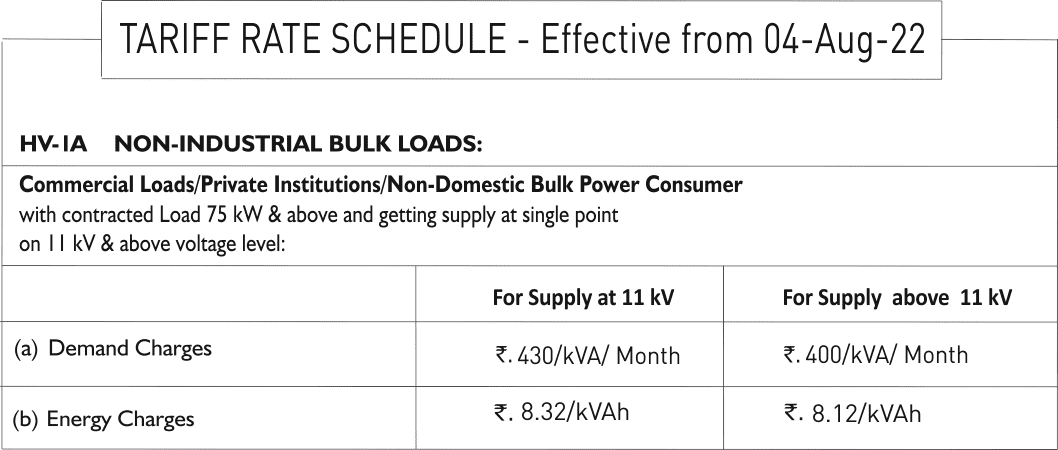 TARIFF RATE SCHEDULE - Effective from 04-Aug-22
HV-1A NON-INDUSTRIAL BULK LOADS:
Commercial Loads/Private Institutions/Non-Domestic Bulk Power Consumer
with contracted Load 75 kW & above and getting supply at single point
on 11 kV & above voltage level:
For Supply at 11 kV For Supply above 11 kV
(a) Demand Charges ₹. 430/kVA/ Month ₹. 400/kVA/ Month
(b) Energy Charges ₹. 8.32/kVAh ₹. 8.12/kVAh